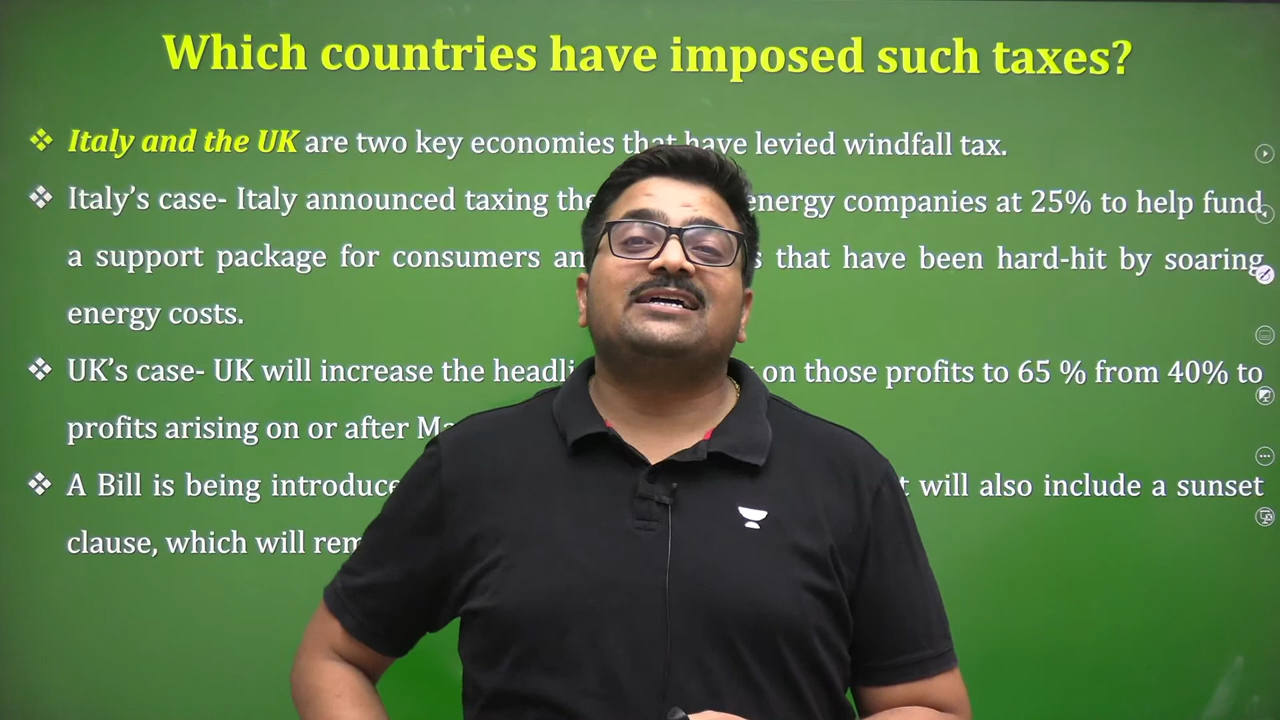 Which countries have imposed such taxes?
❖ Italy and the UK are two key economies that have levied windfall tax.
❖ Italy’s case- Italy announced taxing the energy companies at 25% to help fund
a support package for consumers an s that have been hard-hit by soaring
energy costs.
❖ UK’s case- UK will increase the headli on those profits to 65 % from 40% to
profits arising on or after Ma
❖ A Bill is being introduce t will also include a sunset
clause, which will rem